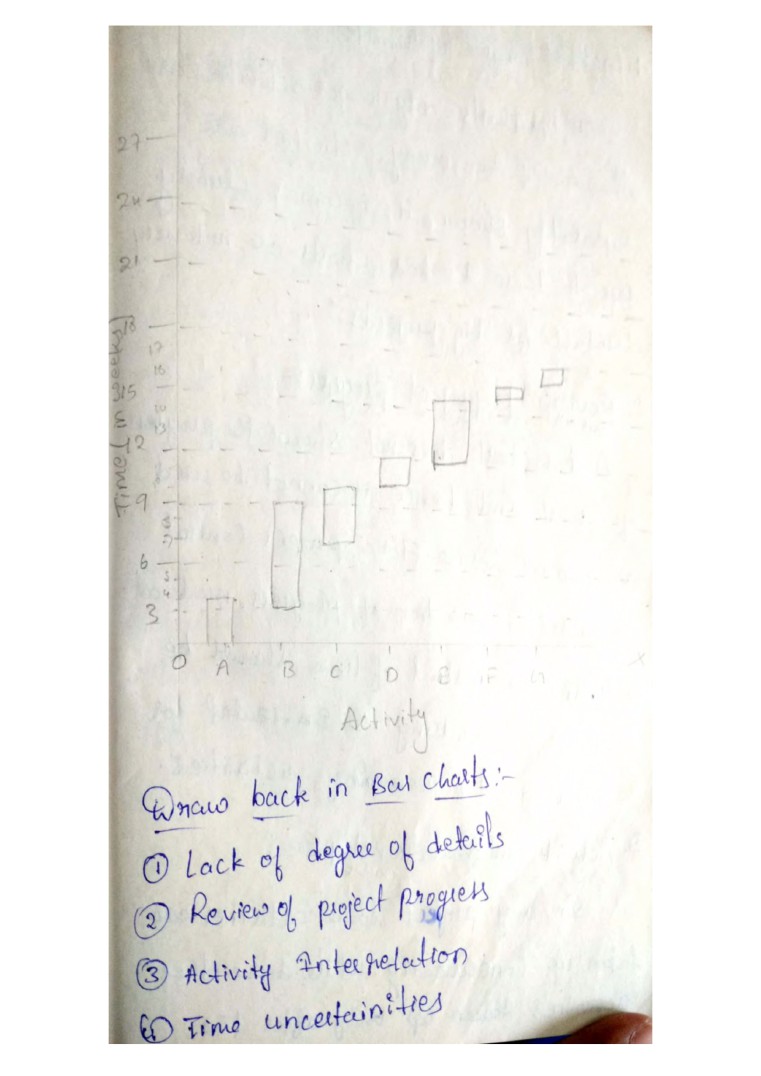 27
24
21
18
17
16
15
13
12
9
8
7
6
5
4
3
Time (in weeks)
O A B C D E F G X
Activity
Draw back in Bar Charts:-
① Lack of degree of details
② Review of project progress
③ Activity Interrelation
④ Time uncertainities